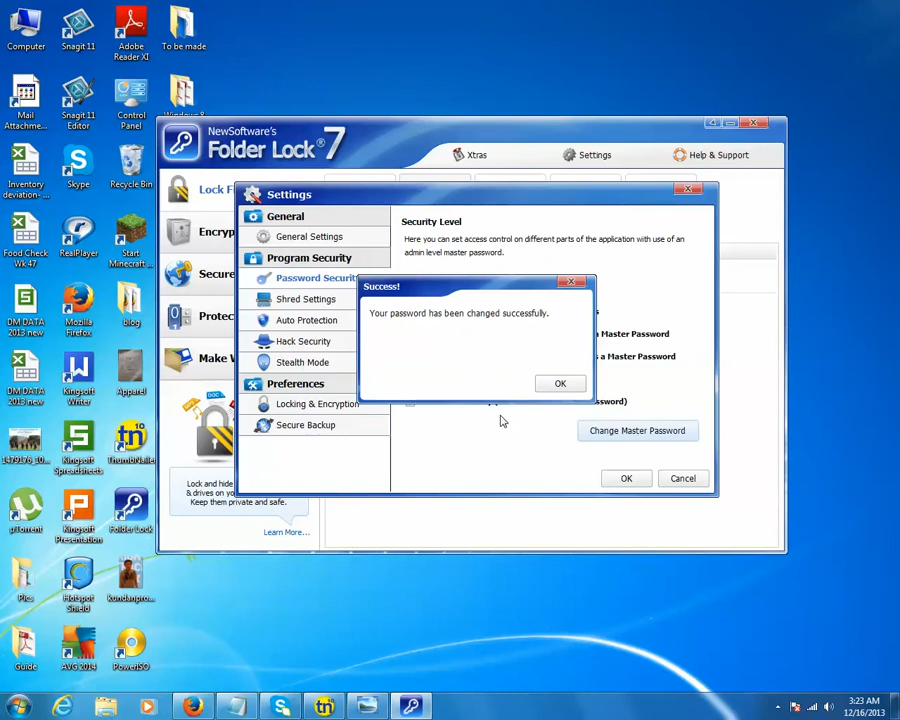 Computer
Snagit 11
Adobe
Reader XI
To be made
Mail
Attachme...
Snagit 11
Editor
Control
Panel
Inventory
deviation-...
Skype
Recycle Bin
Food Check
Wk 47
RealPlayer
Start
Minecraft...
DM DATA
2013 new
Mozilla
Firefox
blog
DM DATA
2013 new
Kingsoft
Writer
Apparel
1479176_10...
Kingsoft
Spreadsheets
ThumbNailer
µTorrent
Kingsoft
Presentation
Folder Lock
Pics
Hotspot
Shield
kundanpro...
Guide
AVG 2014
PowerISO
NewSoftware's
Folder Lock® 7
Xtras
Settings
Help & Support
Lock F
Encryp
Secure
Protec
Make W
Lock and hide
& drives on yo
Keep them private and safe.
Learn More...
Settings
General
General Settings
Program Security
Password Securit
Shred Settings
Auto Protection
Hack Security
Stealth Mode
Preferences
Locking & Encryption
Secure Backup
Security Level
Here you can set access control on different parts of the application with use of an
admin level master password.
s
a Master Password
s a Master Password
ssword)
Change Master Password
OK
Cancel
Success!
Your password has been changed successfully.
OK
3:23 AM
12/16/2013